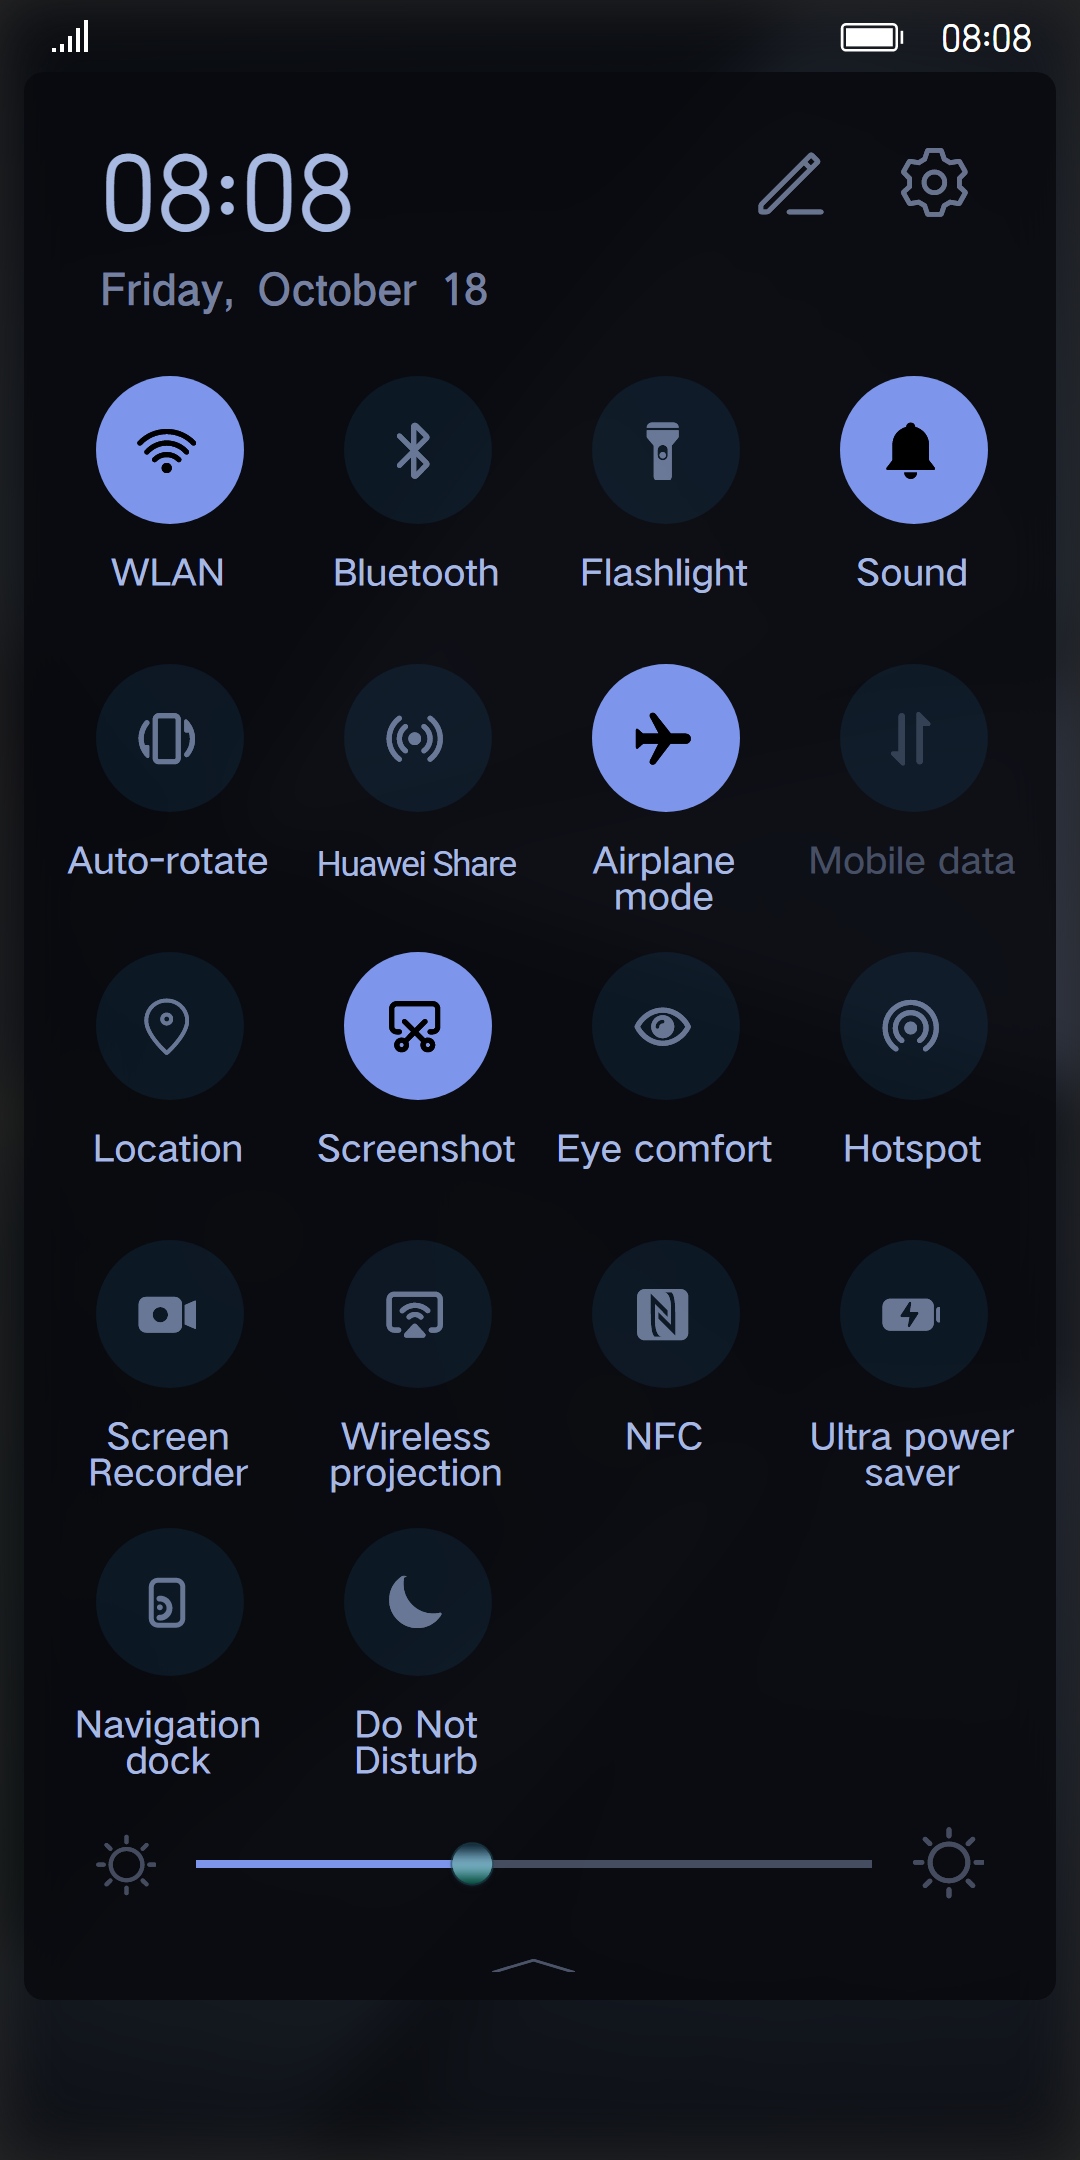 08:08
08:08
Friday, October 18
WLAN
Bluetooth
Flashlight
Sound
Auto-rotate
Huawei Share
Airplane
mode
Mobile data
Location
Screenshot
Eye comfort
Hotspot
Screen
Recorder
Wireless
projection
NFC
Ultra power
saver
Navigation
dock
Do Not
Disturb